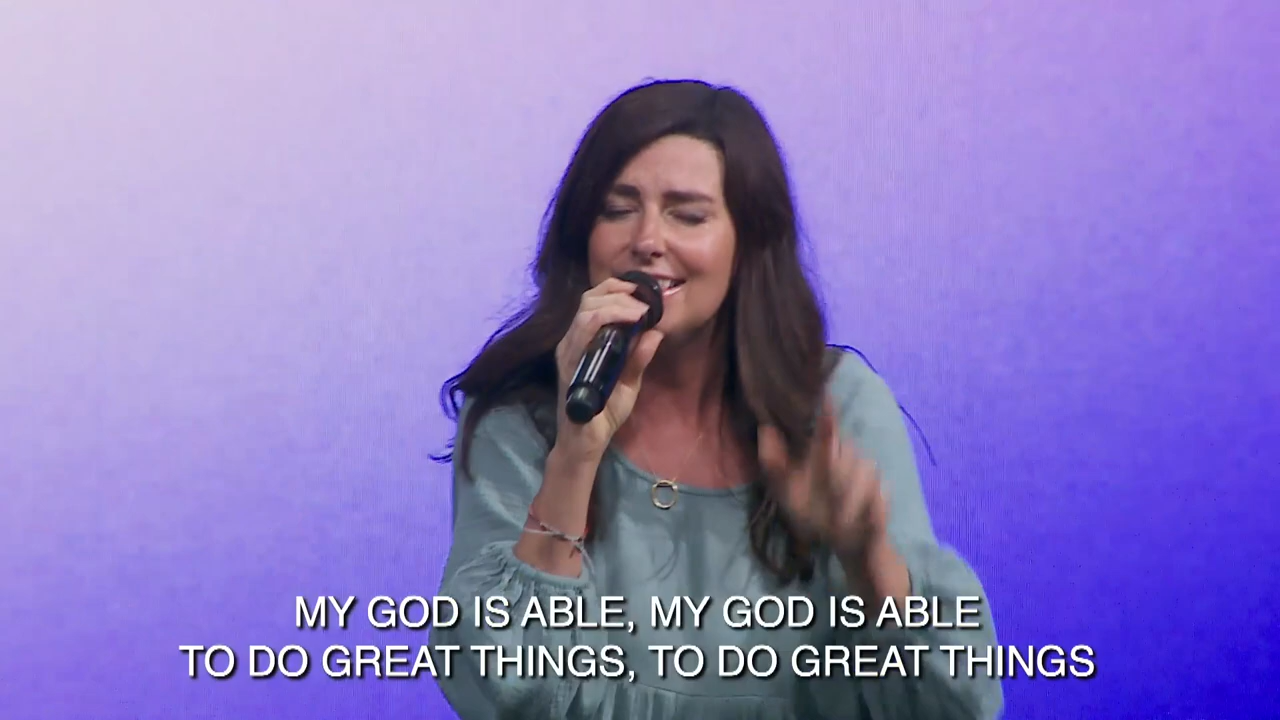 MY GOD IS ABLE, MY GOD IS ABLE
TO DO GREAT THINGS, TO DO GREAT THINGS